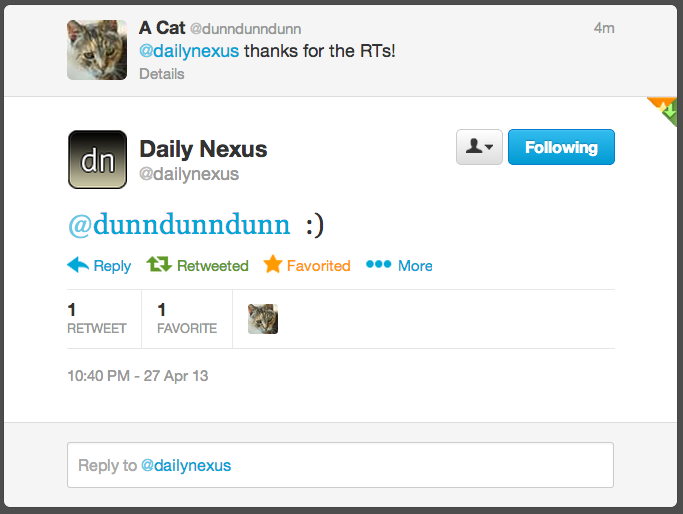 A Cat @dunndunndunn 4m
@dailynexus thanks for the RTs!
Details
dn
Daily Nexus
@dailynexus
Following
@dunndunndunn :)
Reply Retweeted Favorited More
1 RETWEET
1 FAVORITE
10:40 PM - 27 Apr 13
Reply to @dailynexus